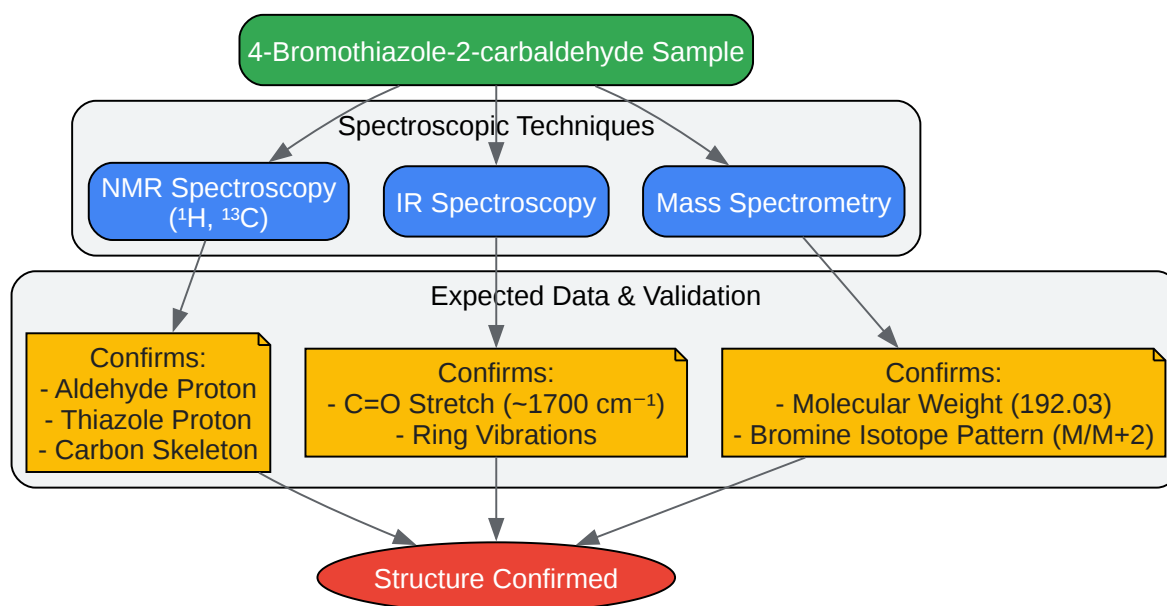 4-Bromothiazole-2-carbaldehyde Sample
Spectroscopic Techniques
NMR Spectroscopy
(¹H, ¹³C)
IR Spectroscopy
Mass Spectrometry
Expected Data & Validation
Confirms:
- Aldehyde Proton
- Thiazole Proton
- Carbon Skeleton
Confirms:
- C=O Stretch (~1700 cm⁻¹)
- Ring Vibrations
Confirms:
- Molecular Weight (192.03)
- Bromine Isotope Pattern (M/M+2)
Structure Confirmed